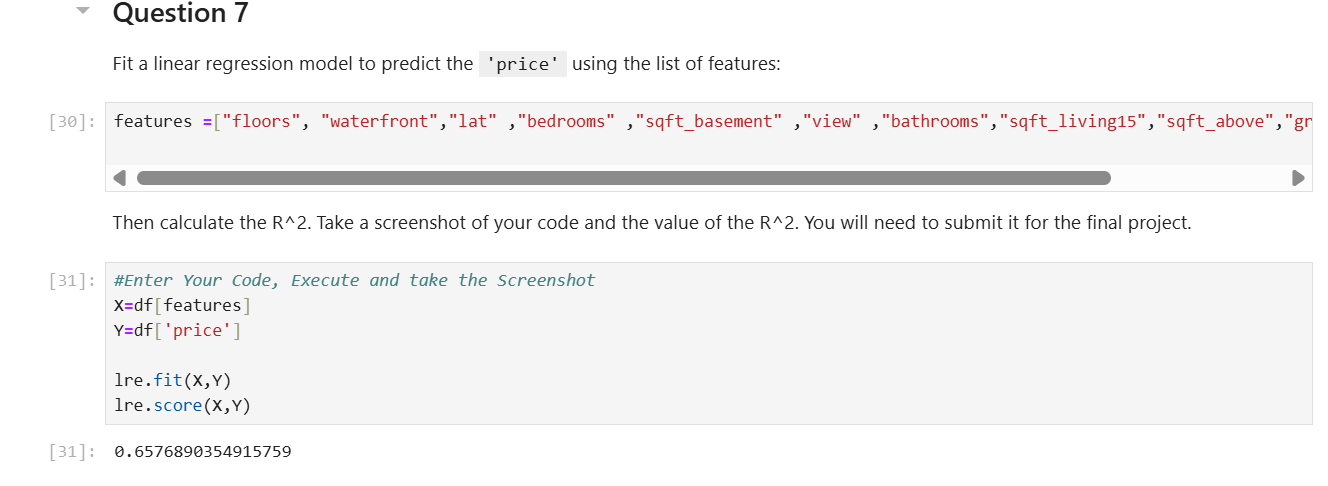 Question 7
Fit a linear regression model to predict the 'price' using the list of features:
[30]: features =["floors", "waterfront","lat" ,"bedrooms" ,"sqft_basement" ,"view" ,"bathrooms","sqft_living15","sqft_above","gr
Then calculate the R^2. Take a screenshot of your code and the value of the R^2. You will need to submit it for the final project.
[31]: #Enter Your Code, Execute and take the Screenshot
X=df[features]
Y=df['price']
lre.fit(X,Y)
lre.score(X,Y)
[31]: 0.6576890354915759